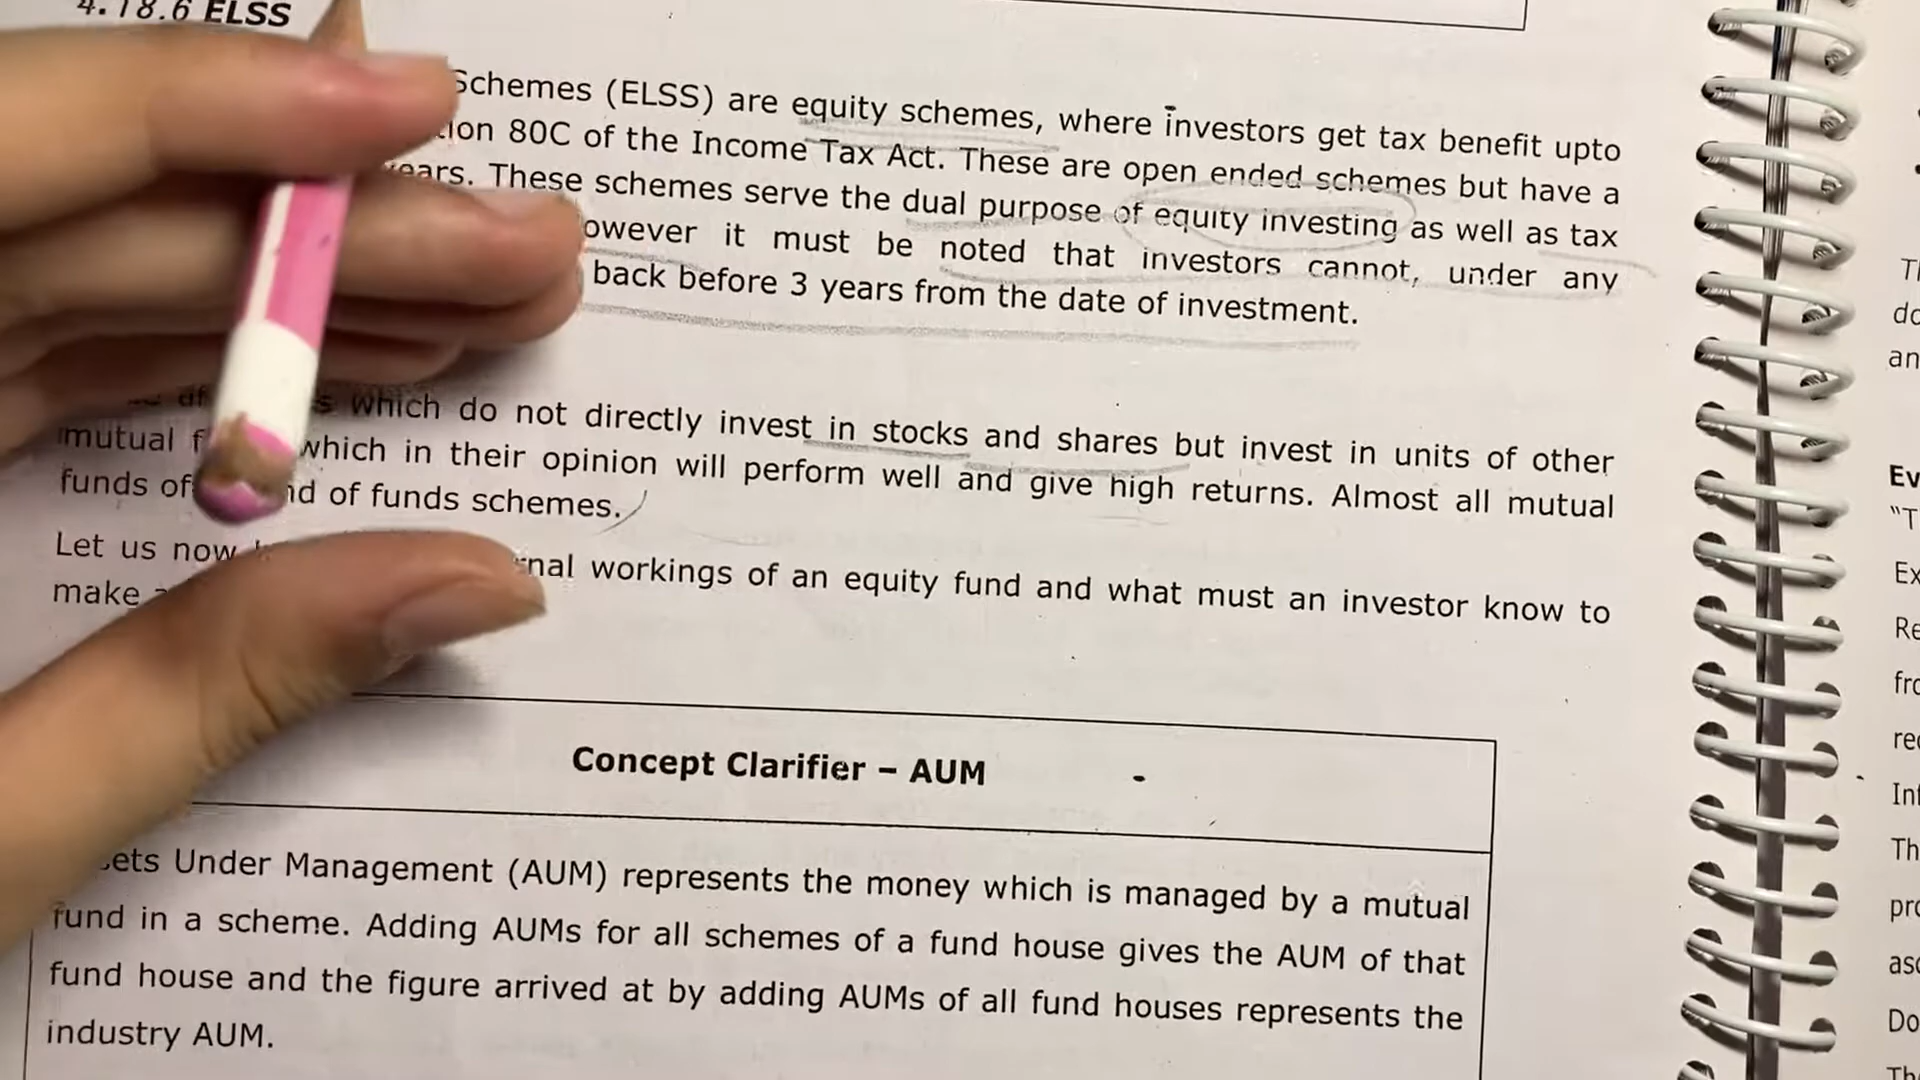 4.18.6 ELSS
Schemes (ELSS) are equity schemes, where investors get tax benefit upto
80C of the Income Tax Act. These are open ended schemes but have a
These schemes serve the dual purpose of equity investing as well as tax
it must be noted that investors cannot, under any
back before 3 years from the date of investment.
which do not directly invest in stocks and shares but invest in units of other
mutual which in their opinion will perform well and give high returns. Almost all mutual
funds of of funds schemes.
Let us now workings of an equity fund and what must an investor know to
make
Concept Clarifier – AUM
Under Management (AUM) represents the money which is managed by a mutual
fund in a scheme. Adding AUMs for all schemes of a fund house gives the AUM of that
fund house and the figure arrived at by adding AUMs of all fund houses represents the
industry AUM.